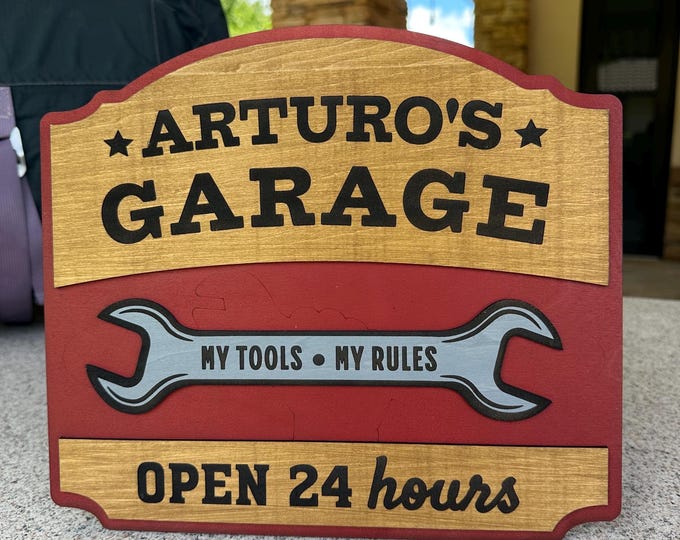 ARTURO'S
GARAGE
MY TOOLS • MY RULES
OPEN 24 hours